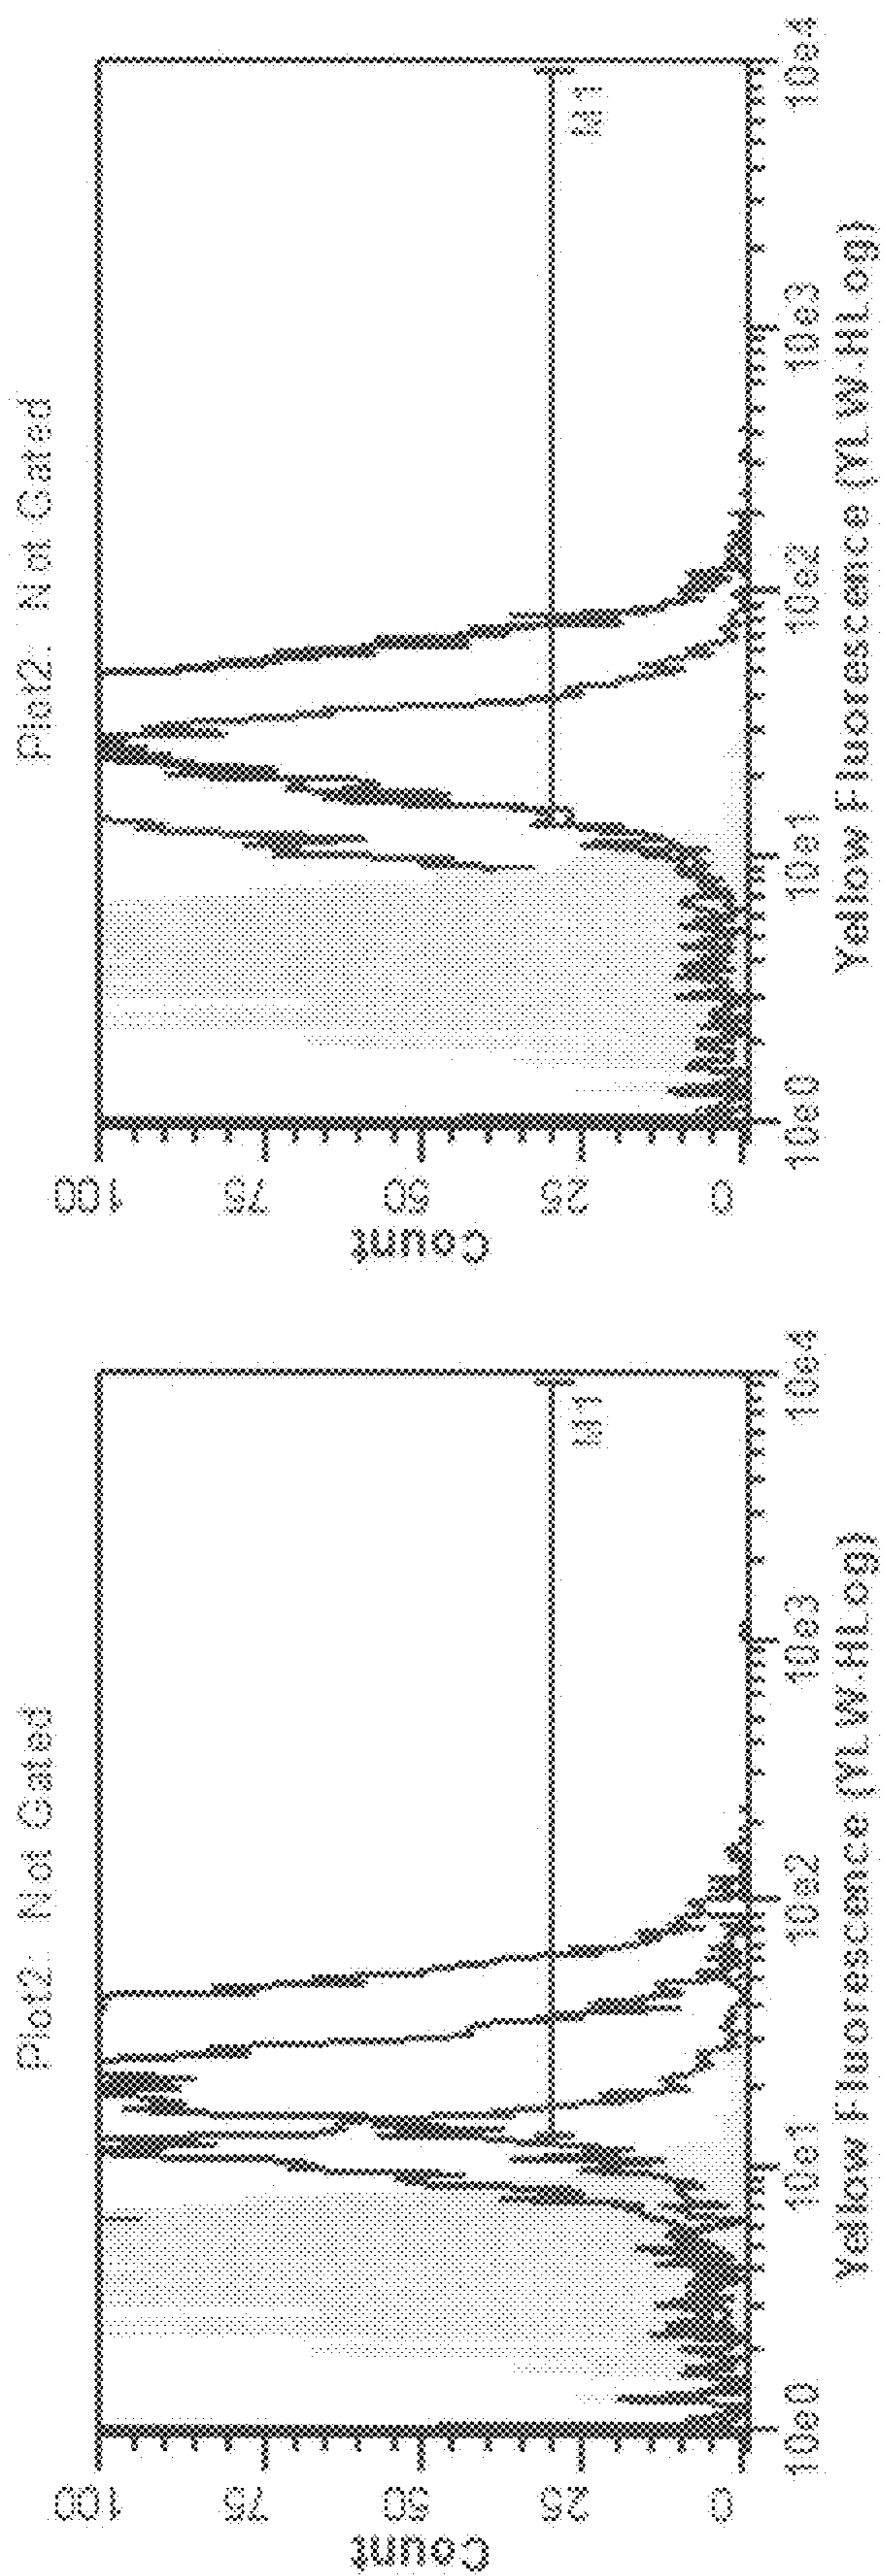 Plot2: Not Gated
100
75
50
25
0
Count
M1
10e0
10e1
10e2
10e3
10e4
Yellow Fluorescence (YLW-HLog)
Plot2: Not Gated
100
75
50
25
0
Count
M1
10e0
10e1
10e2
10e3
10e4
Yellow Fluorescence (YLW-HLog)